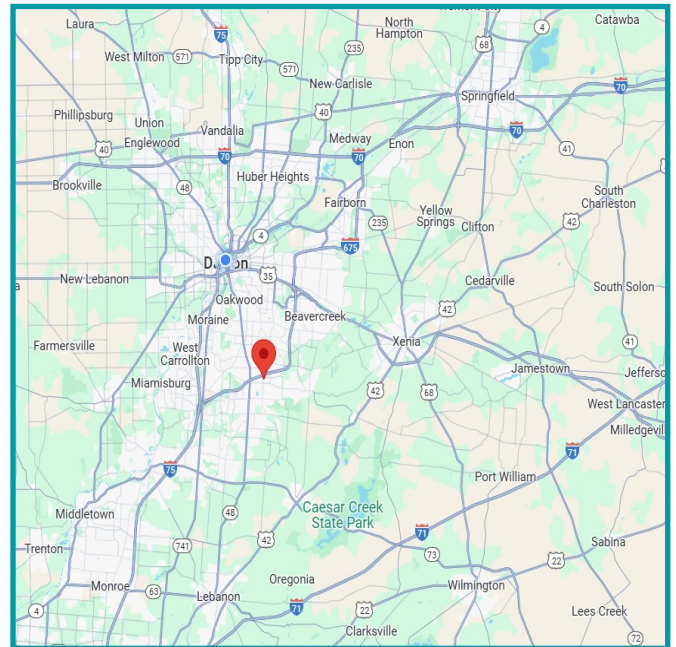 Laura
North
Hampton
4
Catawba
75
68
West Milton
571
Tipp City
235
571
New Carlisle
Springfield
70
40
Phillipsburg
Union
Vandalia
Medway
Enon
70
40
Englewood
70
70
41
Brookville
48
Huber Heights
South
Charleston
Fairborn
Yellow
Springs
Clifton
235
42
4
675
35
New Lebanon
Cedarville
South Solon
Oakwood
Moraine
Beavercreek
42
Xenia
41
Farmersville
West
Carrollton
Jamestown
Jefferso
Miamisburg
42
68
West Lancaster
Milledgevil
71
75
Port William
Caesar Creek
State Park
Middletown
48
71
Sabina
Trenton
741
42
73
22
Monroe
63
Oregonia
Wilmington
Lebanon
71
22
Lees Creek
4
Clarksville
72